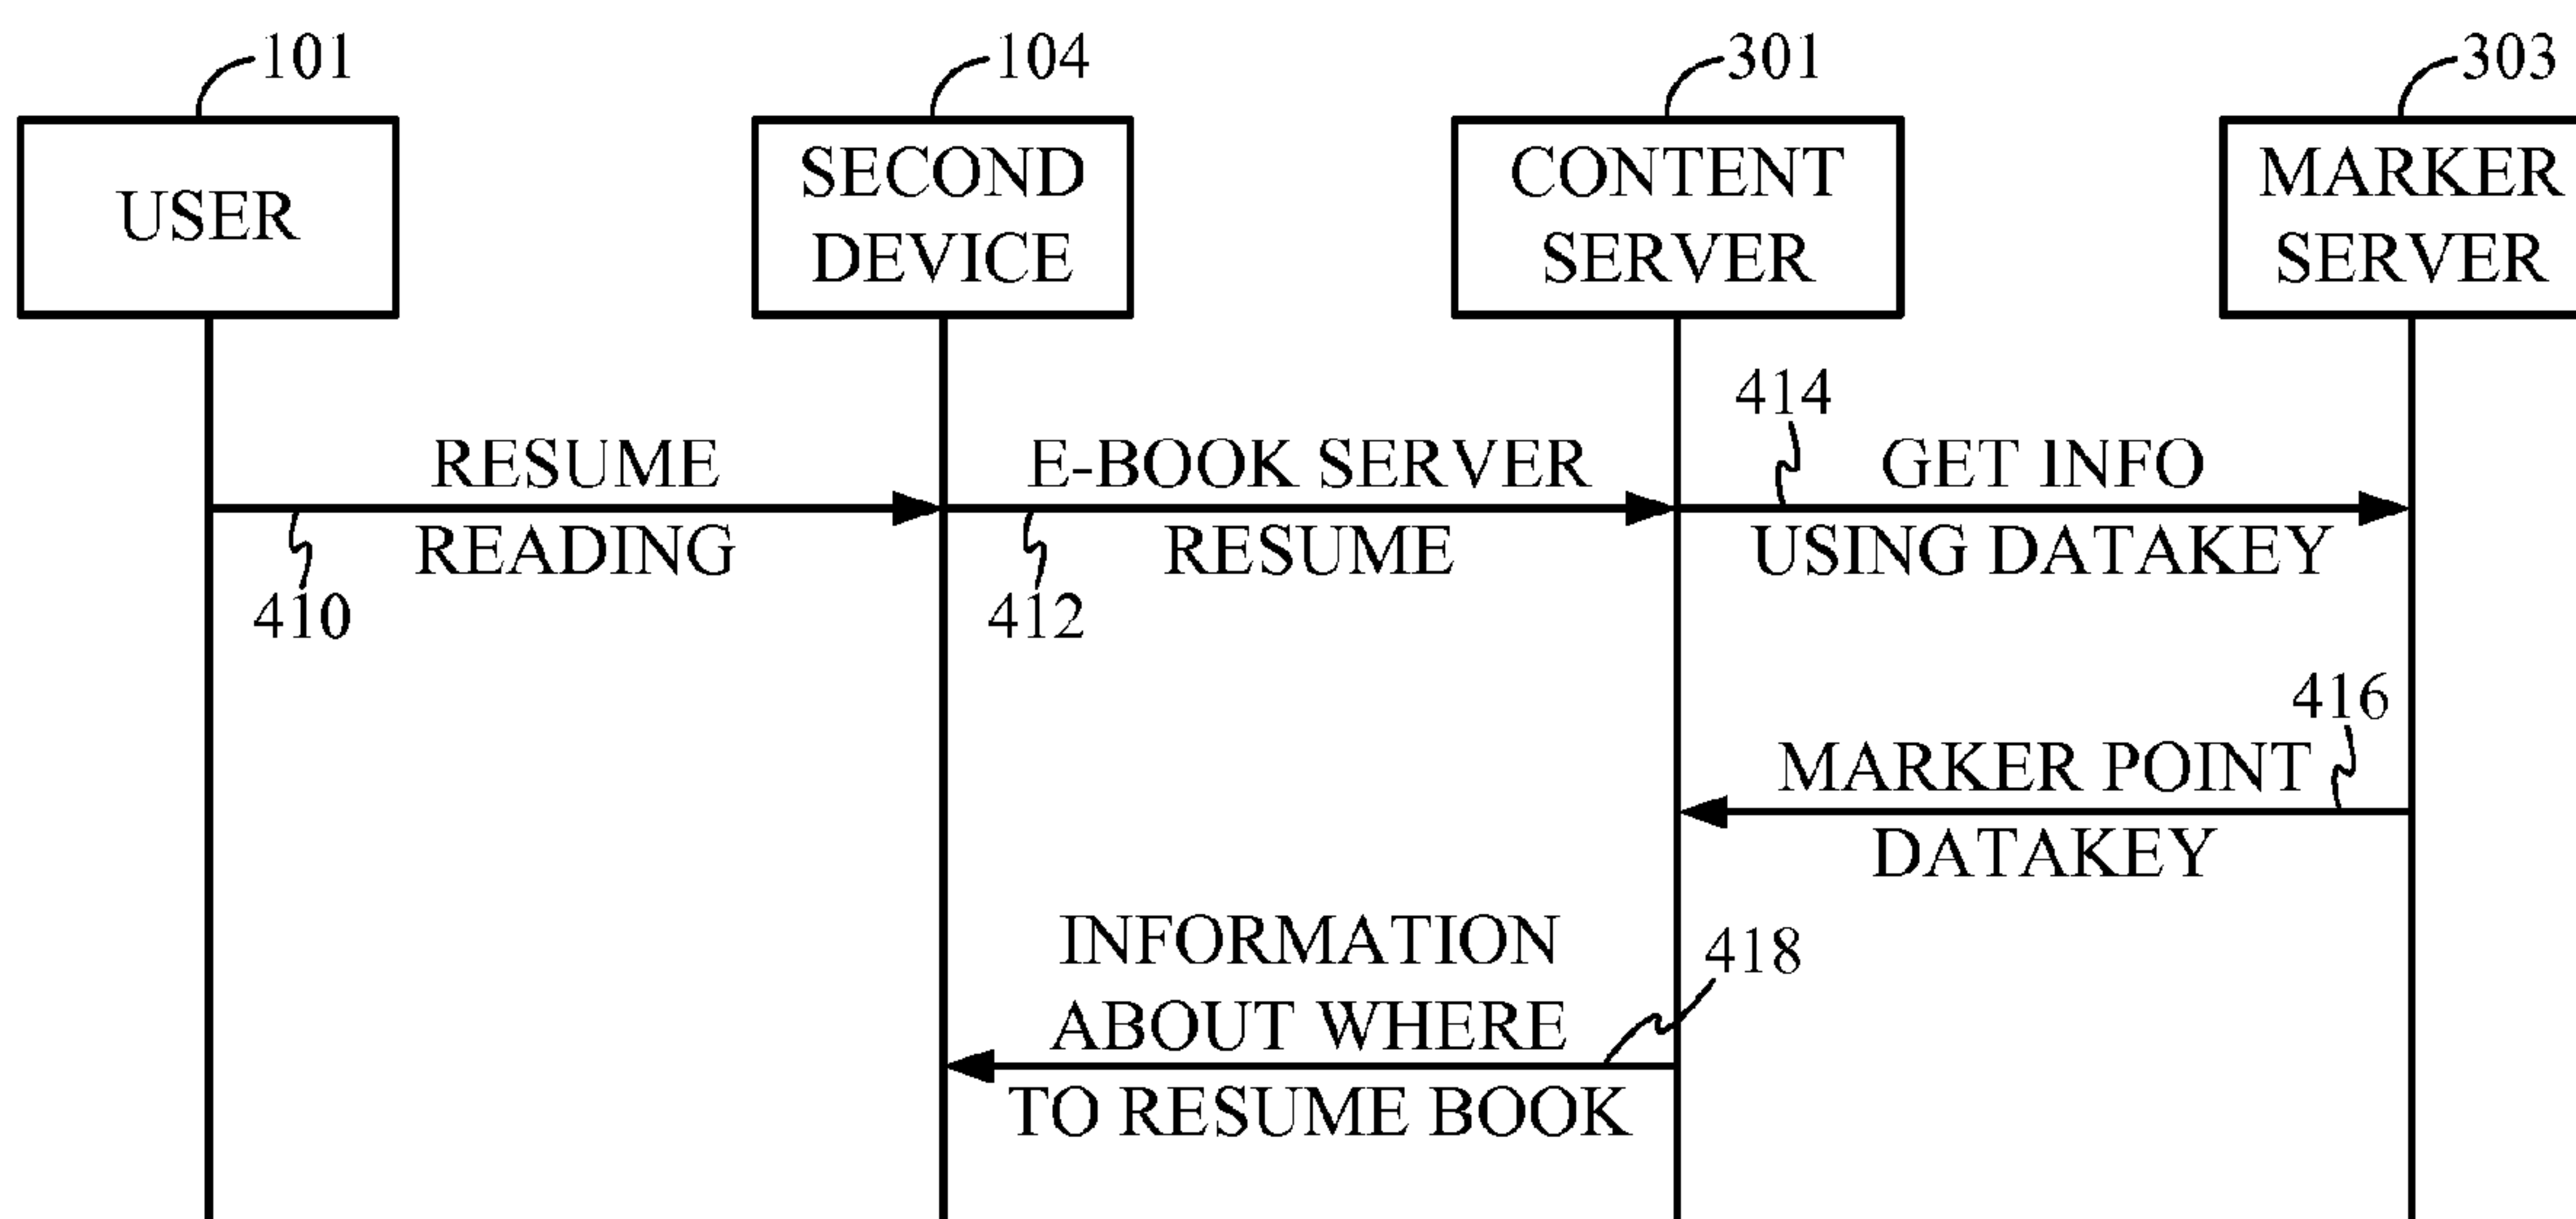 101
104
301
303
USER
SECOND
DEVICE
CONTENT
SERVER
MARKER
SERVER
RESUME
READING
410
E-BOOK SERVER
RESUME
412
414
GET INFO
USING DATAKEY
416
MARKER POINT
DATAKEY
INFORMATION
ABOUT WHERE
TO RESUME BOOK
418